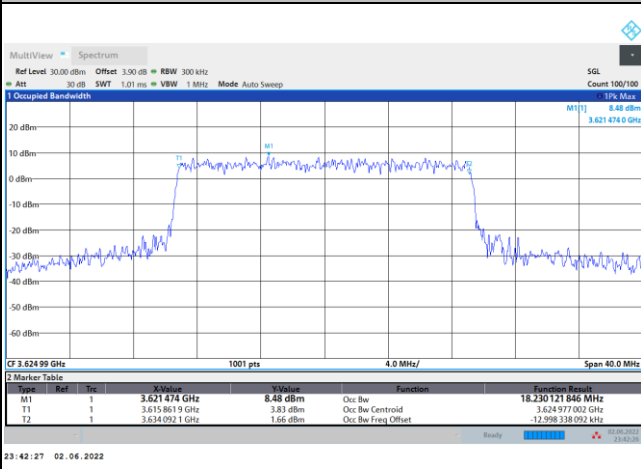 MultiView Spectrum
Ref Level 30.00 dBm Offset 3.90 dB RBW 300 kHz SGL
Att 30 dB SWT 1.01 ms VBW 1 MHz Mode Auto Sweep Count 100/100
1 Occupied Bandwidth 1Pk Max
M1[1] 8.48 dBm
3.621 474 0 GHz
20 dBm
M1
10 dBm
T1
0 dBm
-10 dBm
-20 dBm
-30 dBm
-40 dBm
-50 dBm
-60 dBm
CF 3.624 99 GHz 1001 pts 4.0 MHz/ Span 40.0 MHz
2 Marker Table
Type Ref Trc X-Value Y-Value Function Function Result
M1 1 3.621 474 GHz 8.48 dBm Occ Bw 18.230 121 846 MHz
T1 1 3.615 861 9 GHz 3.83 dBm Occ Bw Centroid 3.624 977 002 GHz
T2 1 3.634 092 1 GHz 1.66 dBm Occ Bw Freq Offset -12.998 338 092 kHz
Ready 02.06.2022
23:42:26
23:42:27 02.06.2022